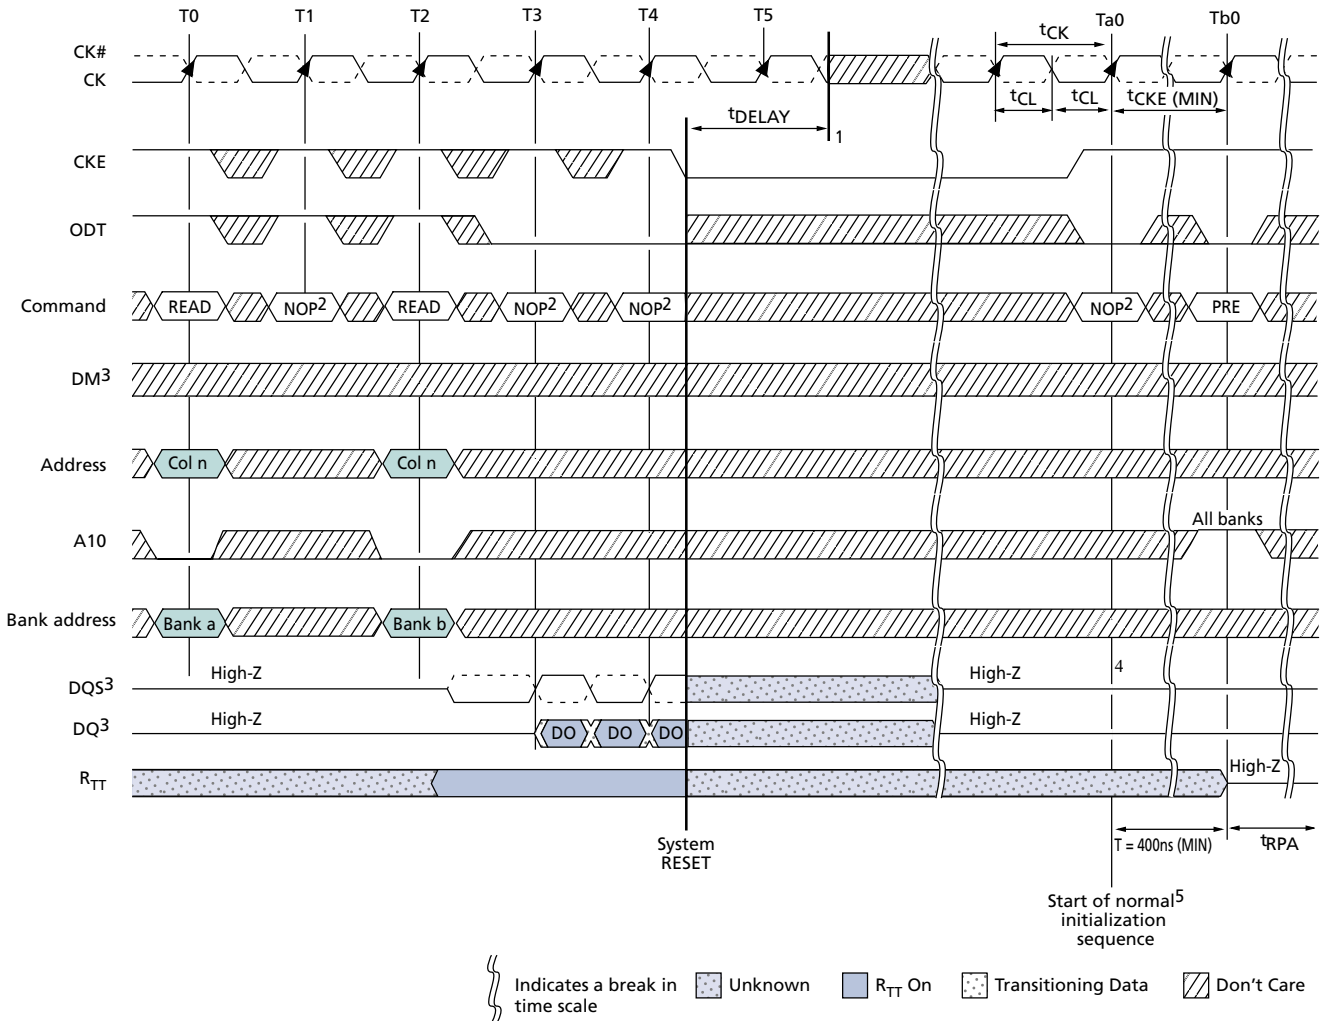 T0 T1 T2 T3 T4 T5 Ta0 Tb0
CK#
CK
tCK
tCL tCL tCKE (MIN)
tDELAY
1
CKE
ODT
Command READ NOP2 READ NOP2 NOP2 NOP2 PRE
DM3
Address Col n Col n
All banks
A10
Bank address Bank a Bank b
DQS3 High-Z High-Z 4
DQ3 High-Z DO DO DO High-Z
RTT High-Z
System
RESET
T = 400ns (MIN) tRPA
Start of normal5
initialization
sequence
Indicates a break in
time scale
Unknown
RTT On
Transitioning Data
Don't Care